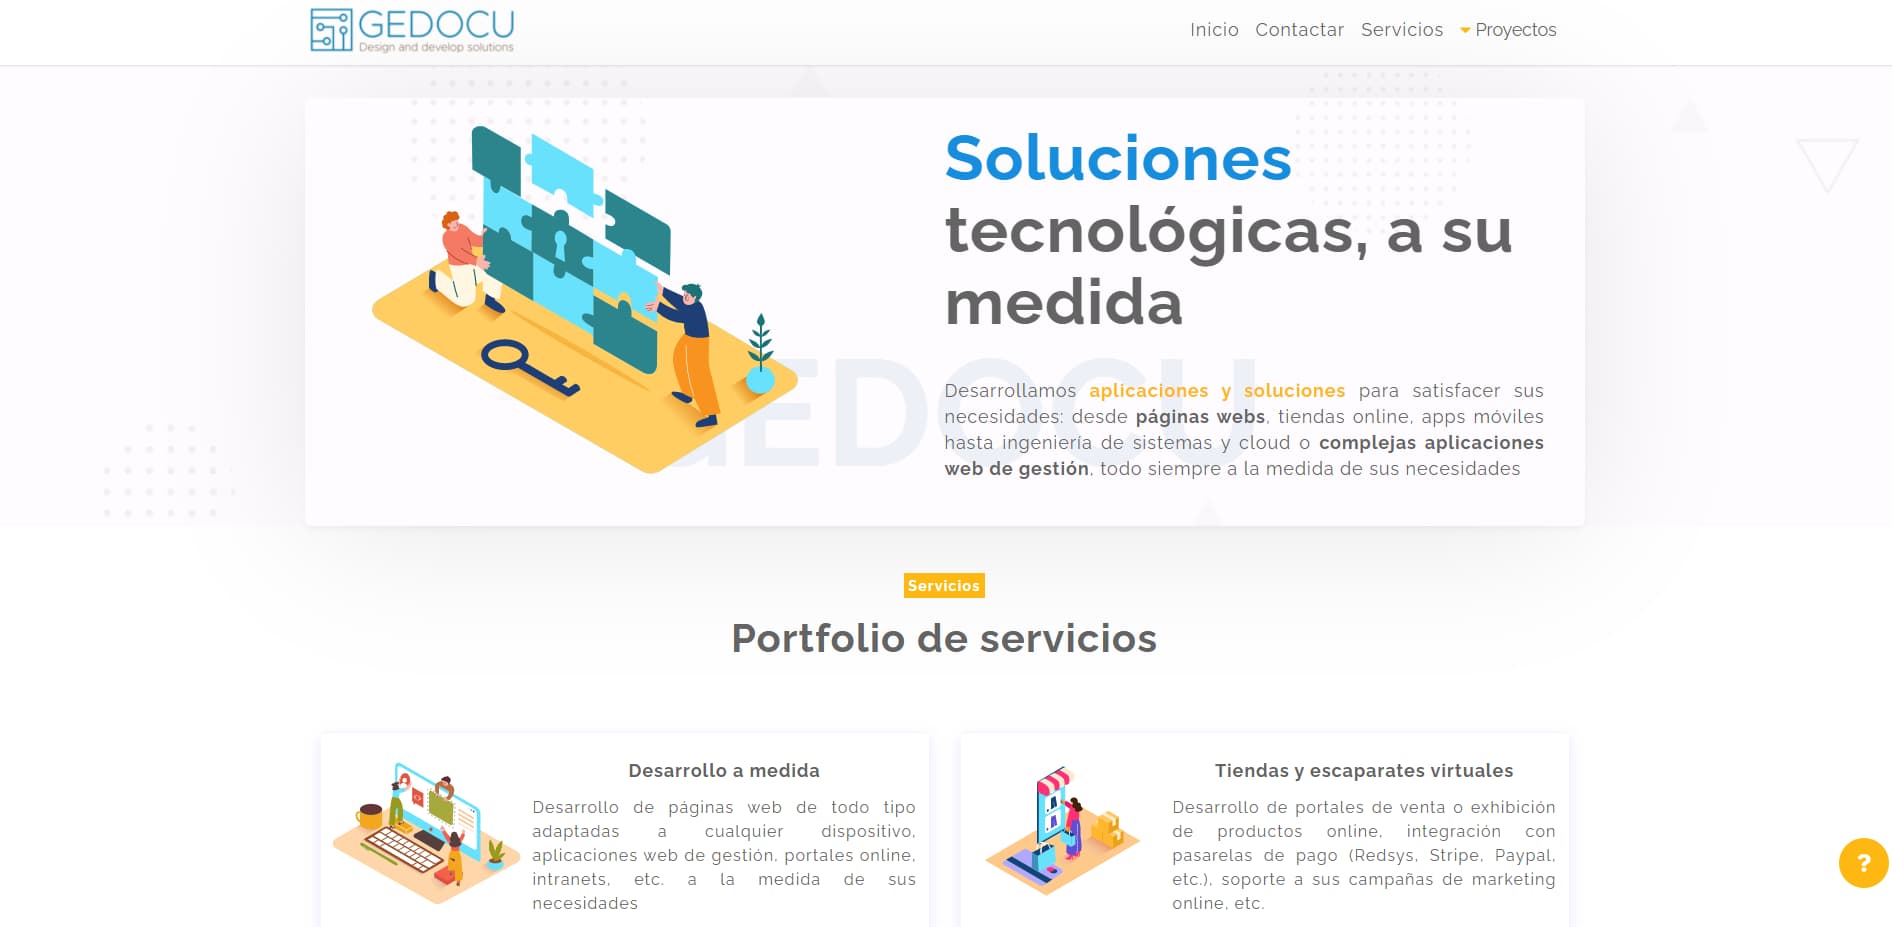 GEDOCU
Design and develop solutions
Inicio Contactar Servicios Proyectos
Soluciones
tecnológicas, a su
medida
GEDOCU
Desarrollamos aplicaciones y soluciones para satisfacer sus
necesidades: desde páginas webs, tiendas online, apps móviles
hasta ingeniería de sistemas y cloud o complejas aplicaciones
web de gestión, todo siempre a la medida de sus necesidades
Servicios
Portfolio de servicios
Desarrollo a medida
Desarrollo de páginas web de todo tipo
adaptadas a cualquier dispositivo,
aplicaciones web de gestión, portales online,
intranets, etc. a la medida de sus
necesidades
Tiendas y escaparates virtuales
Desarrollo de portales de venta o exhibición
de productos online, integración con
pasarelas de pago (Redsys, Stripe, Paypal,
etc.), soporte a sus campañas de marketing
online, etc.
?